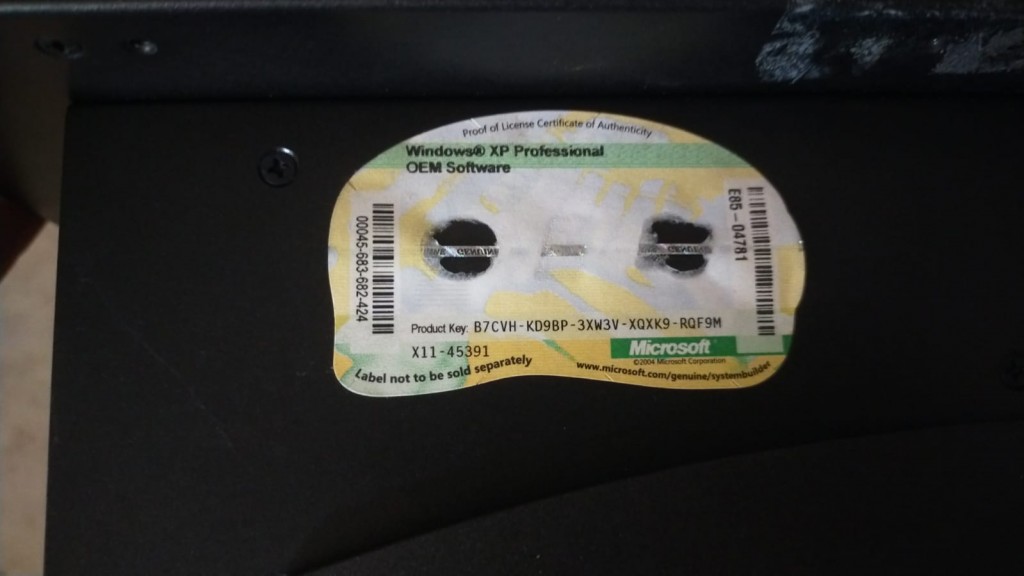 Proof of License Certificate of Authenticity
Windows® XP Professional
OEM Software
00045-683-682-424
E85-04781
GENUINE
GENUINE
Product Key: B7CVH-KD9BP-3XW3V-XQXK9-RQF9M
X11-45391
Microsoft®
©2004 Microsoft Corporation
Label not to be sold separately
www.microsoft.com/genuine/systembuilder